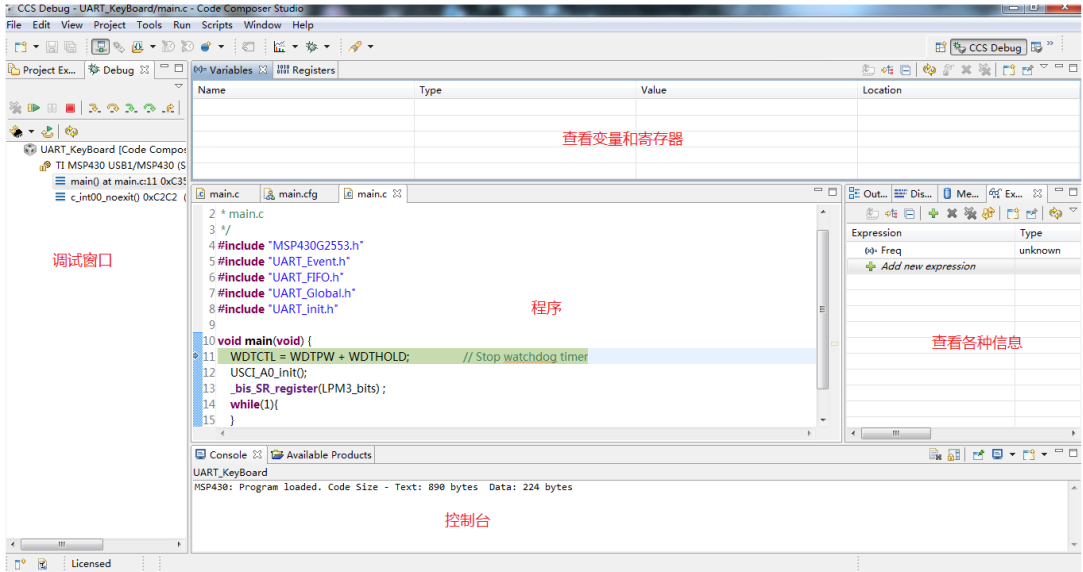 CCS Debug - UART_KeyBoard/main.c - Code Composer Studio
File Edit View Project Tools Run Scripts Window Help
CCS Debug
Project Ex... Debug
Variables Registers
Name Type Value Location
查看变量和寄存器
UART_KeyBoard [Code Compos
TI MSP430 USB1/MSP430 (S
main() at main.c:11 0xC35
c_int00_noexit() 0xC2C2 (
调试窗口
main.c main.cfg main.c
2 * main.c
3 */
4 #include "MSP430G2553.h"
5 #include "UART_Event.h"
6 #include "UART_FIFO.h"
7 #include "UART_Global.h"
8 #include "UART_init.h"
9
10 void main(void) {
11 WDTCTL = WDTPW + WDTHOLD; // Stop watchdog timer
12 USCI_A0_init();
13 _bis_SR_register(LPM3_bits) ;
14 while(1){
15 }
程序
Out... Dis... Me... Ex...
Expression Type
Freq unknown
Add new expression
查看各种信息
Console Available Products
UART_KeyBoard
MSP430: Program loaded. Code Size - Text: 890 bytes Data: 224 bytes
控制台
Licensed